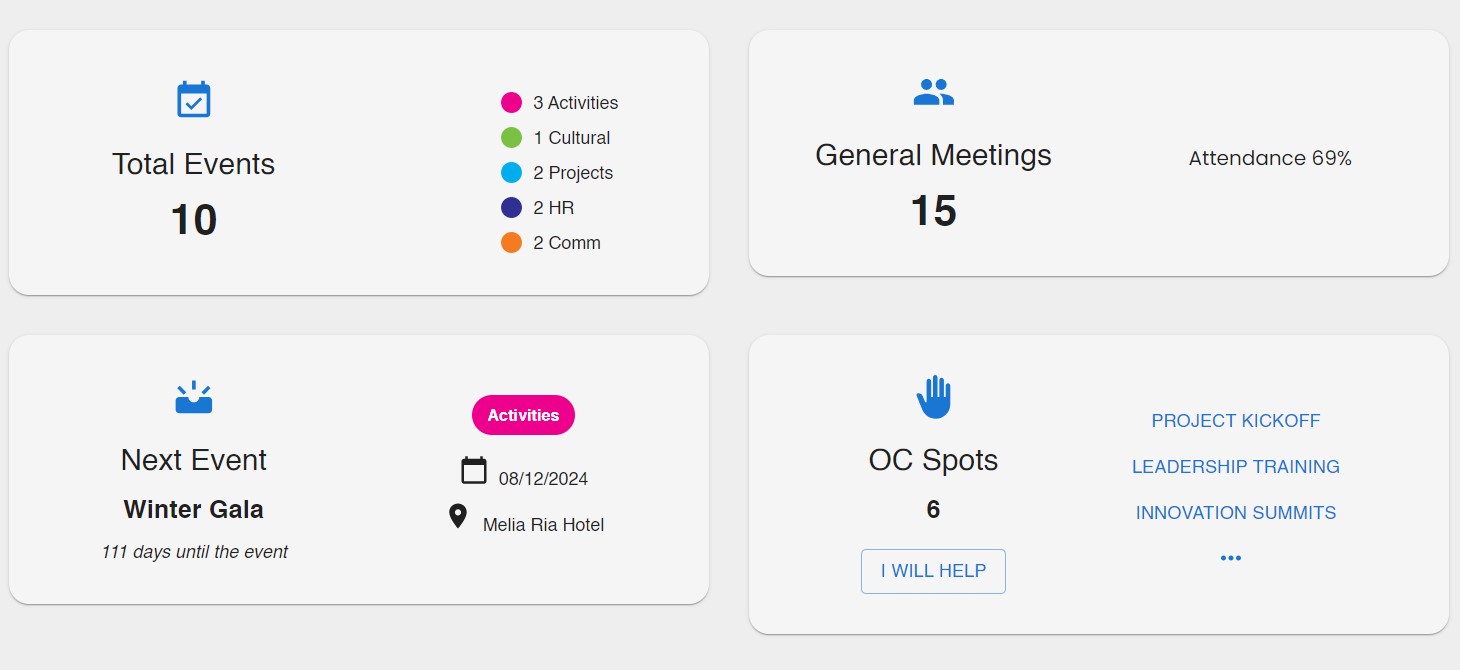 Total Events
10
3 Activities
1 Cultural
2 Projects
2 HR
2 Comm
General Meetings
15
Attendance 69%
Next Event
Winter Gala
111 days until the event
Activities
08/12/2024
Melia Ria Hotel
OC Spots
6
I WILL HELP
PROJECT KICKOFF
LEADERSHIP TRAINING
INNOVATION SUMMITS